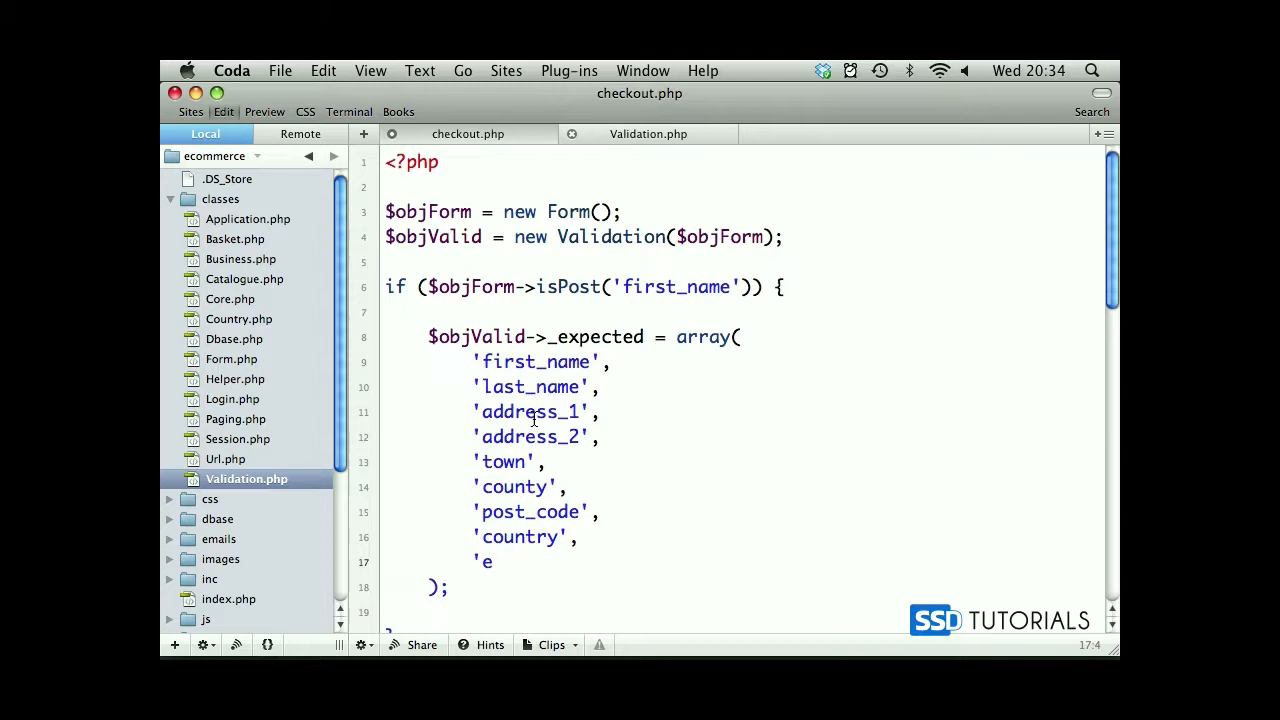 Coda File Edit View Text Go Sites Plug-ins Window Help Wed 20:34
checkout.php
Sites Edit Preview CSS Terminal Books Search
Local Remote + checkout.php Validation.php
ecommerce
.DS_Store
classes
Application.php
Basket.php
Business.php
Catalogue.php
Core.php
Country.php
Dbase.php
Form.php
Helper.php
Login.php
Paging.php
Session.php
Url.php
Validation.php
css
dbase
emails
images
inc
index.php
js
1 <?php
2
3 $objForm = new Form();
4 $objValid = new Validation($objForm);
5
6 if ($objForm->isPost('first_name')) {
7
8 $objValid->_expected = array(
9 'first_name',
10 'last_name',
11 'address_1',
12 'address_2',
13 'town',
14 'county',
15 'post_code',
16 'country',
17 'e
18 );
19
}
SSD TUTORIALS
Share Hints Clips 17:4